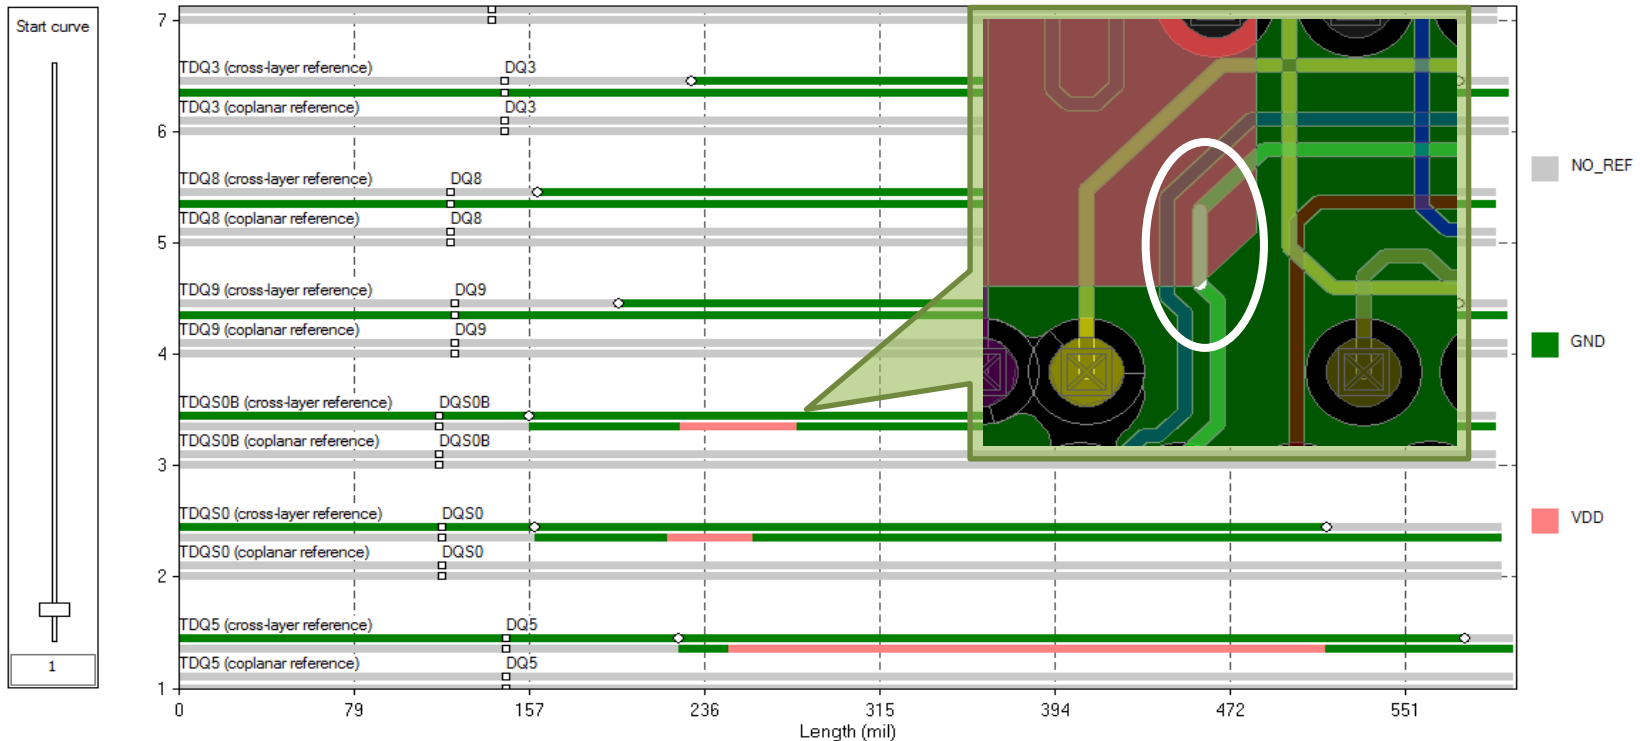 Start curve
1
7
TDQ3 (cross-layer reference) DQ3
TDQ3 (coplanar reference) DQ3
6
TDQ8 (cross-layer reference) DQ8
TDQ8 (coplanar reference) DQ8
5
TDQ9 (cross-layer reference) DQ9
TDQ9 (coplanar reference) DQ9
4
TDQS0B (cross-layer reference) DQS0B
TDQS0B (coplanar reference) DQS0B
3
TDQS0 (cross-layer reference) DQS0
TDQS0 (coplanar reference) DQS0
2
TDQ5 (cross-layer reference) DQ5
TDQ5 (coplanar reference) DQ5
1
0 79 157 236 315 394 472 551
Length (mil)
NO_REF
GND
VDD